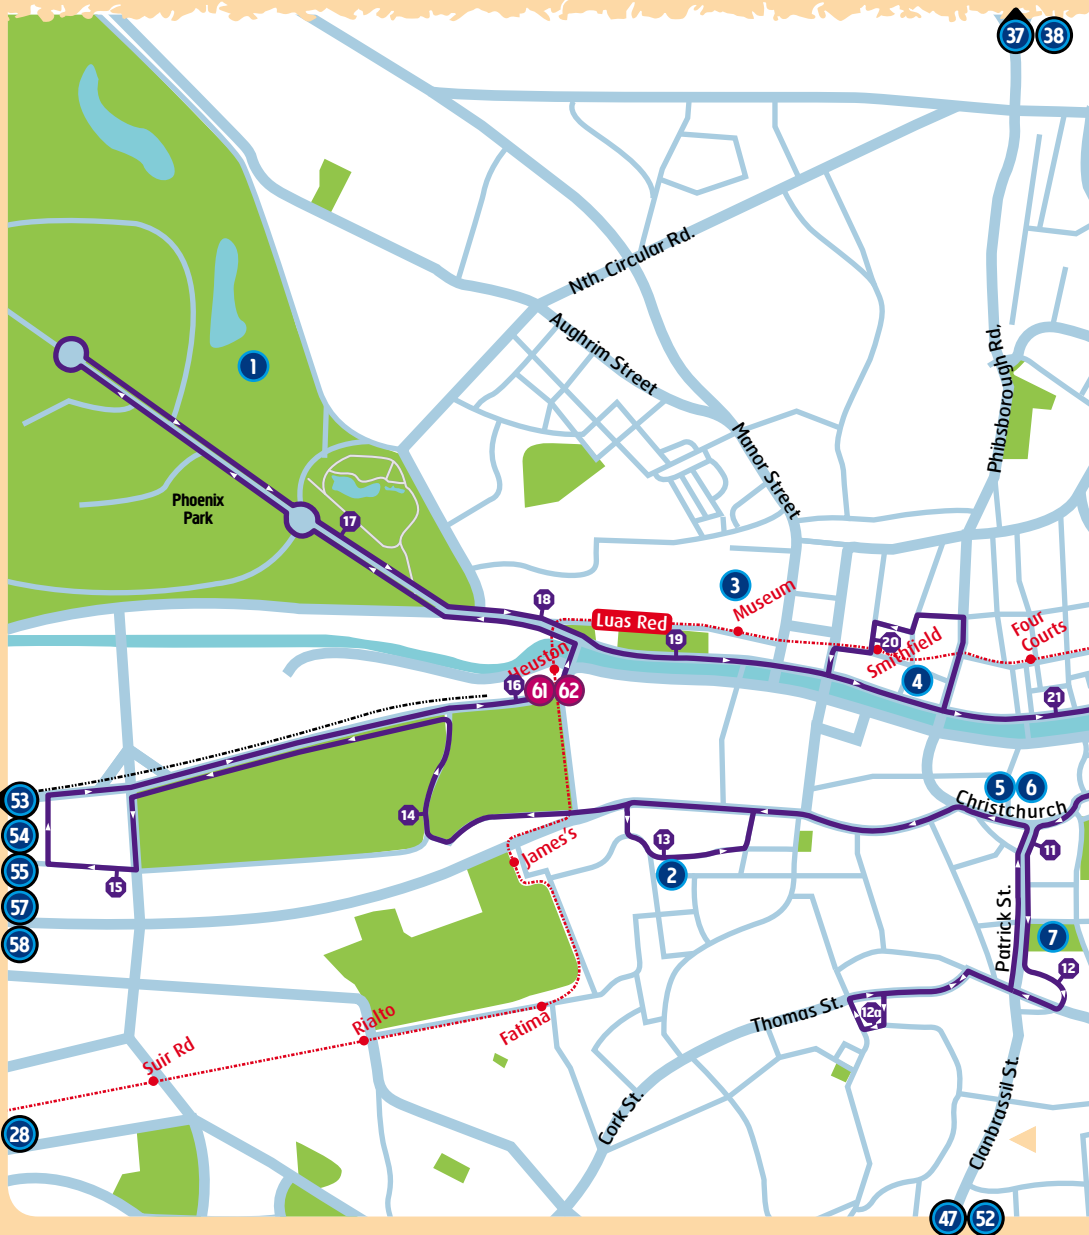 37
38
Nth. Circular Rd.
Aughrim Street
1
Phibsborough Rd.
Manor Street
Phoenix
Park
17
3
Museum
18
Luas Red
19
20
Smithfield
Four
Courts
4
Heuston
16
61
62
21
53
54
55
57
58
5
6
Christchurch
14
13
2
James's
11
15
Patrick St.
7
12
Thomas St.
12a
Rialto
Fatima
Suir Rd
28
Cork St.
Clanbrassil St.
47
52